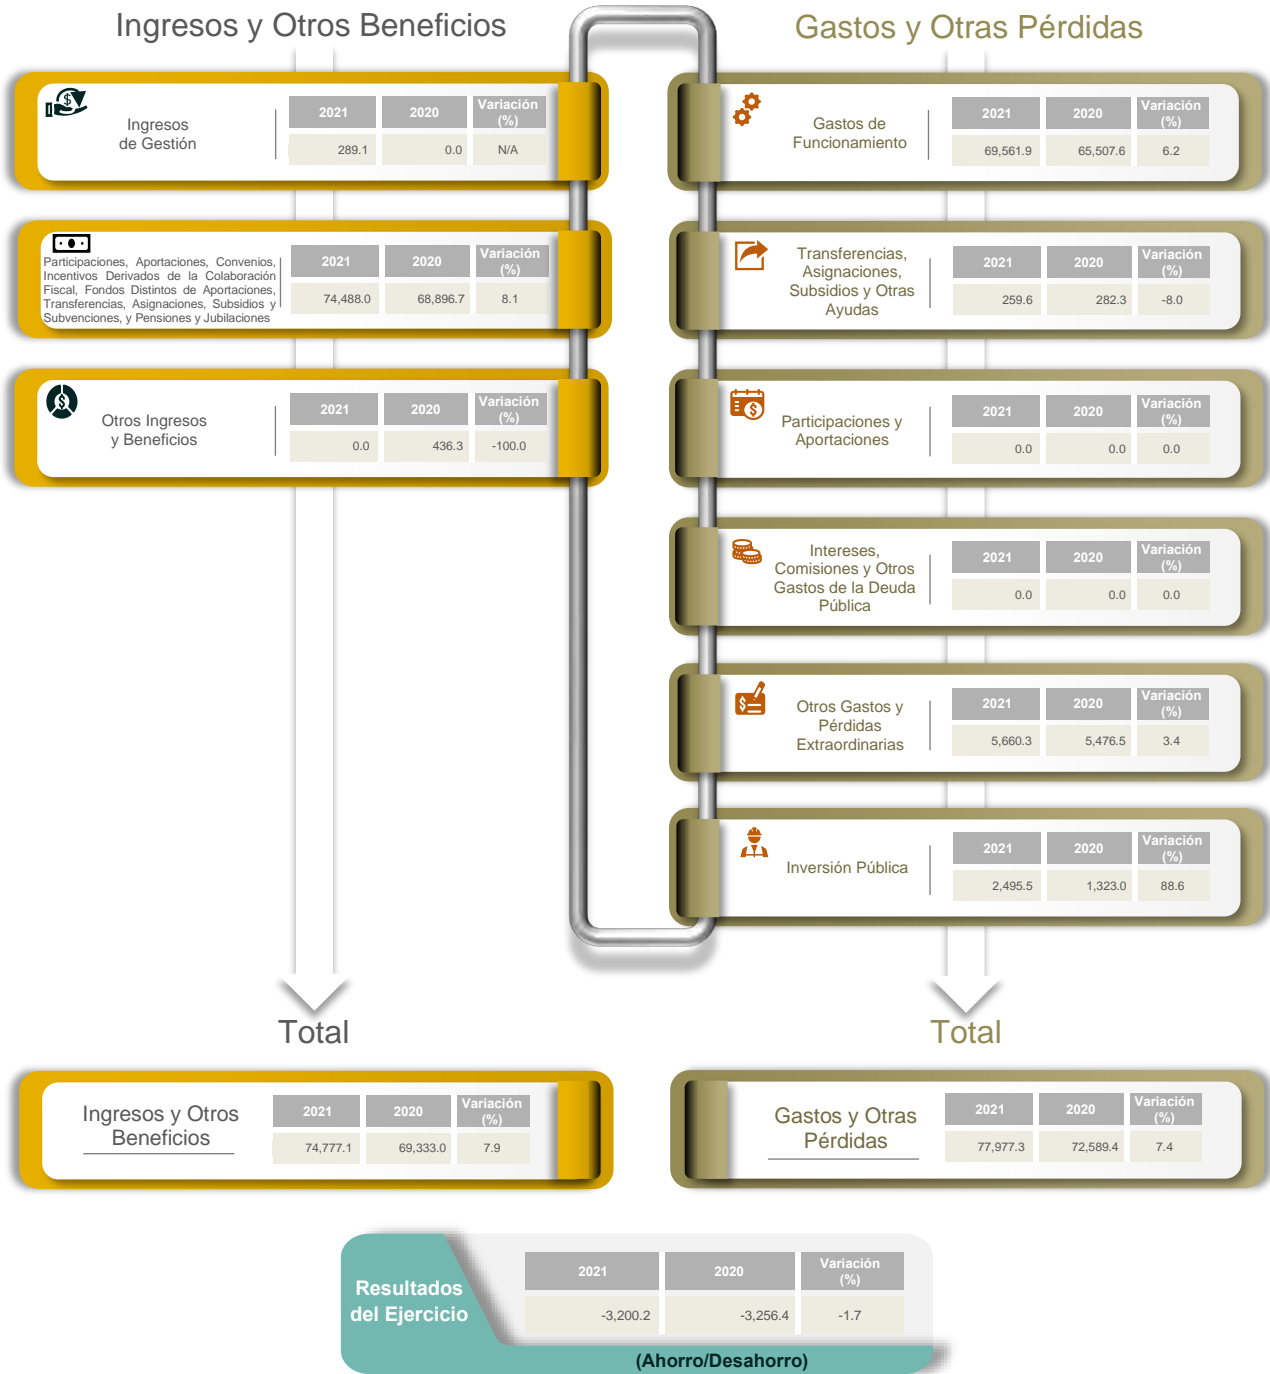 Ingresos y Otros Beneficios
Ingresos
de Gestión
2021 2020 Variación (%)
289.1 0.0 N/A
Participaciones, Aportaciones, Convenios,
Incentivos Derivados de la Colaboración
Fiscal, Fondos Distintos de Aportaciones,
Transferencias, Asignaciones, Subsidios y
Subvenciones, y Pensiones y Jubilaciones
2021 2020 Variación (%)
74,488.0 68,896.7 8.1
Otros Ingresos
y Beneficios
2021 2020 Variación (%)
0.0 436.3 -100.0
Total
Ingresos y Otros
Beneficios
2021 2020 Variación (%)
74,777.1 69,333.0 7.9
Gastos y Otras Pérdidas
Gastos de
Funcionamiento
2021 2020 Variación (%)
69,561.9 65,507.6 6.2
Transferencias,
Asignaciones,
Subsidios y Otras
Ayudas
2021 2020 Variación (%)
259.6 282.3 -8.0
Participaciones y
Aportaciones
2021 2020 Variación (%)
0.0 0.0 0.0
Intereses,
Comisiones y Otros
Gastos de la Deuda
Pública
2021 2020 Variación (%)
0.0 0.0 0.0
Otros Gastos y
Pérdidas
Extraordinarias
2021 2020 Variación (%)
5,660.3 5,476.5 3.4
Inversión Pública
2021 2020 Variación (%)
2,495.5 1,323.0 88.6
Total
Gastos y Otras
Pérdidas
2021 2020 Variación (%)
77,977.3 72,589.4 7.4
Resultados
del Ejercicio
2021 2020 Variación (%)
-3,200.2 -3,256.4 -1.7
(Ahorro/Desahorro)